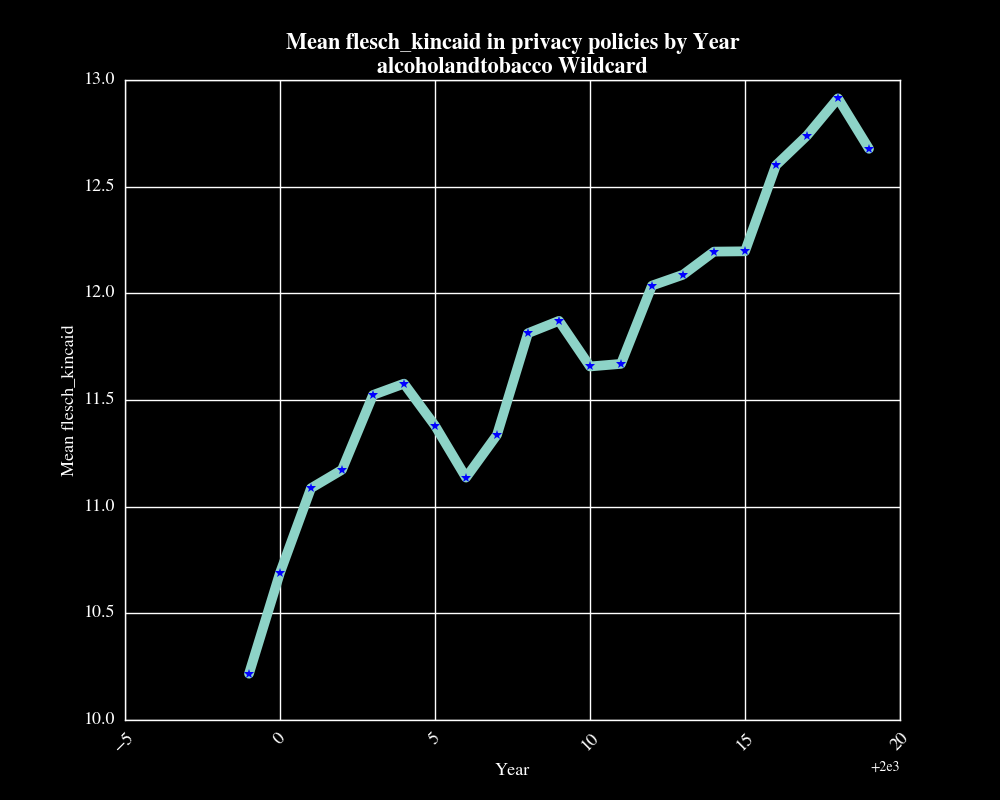 Mean flesch_kincaid in privacy policies by Year
alcoholandtobacco Wildcard
13.0
12.5
12.0
11.5
11.0
10.5
10.0
Mean flesch_kincaid
−5
0
5
10
15
20
Year
+2e3